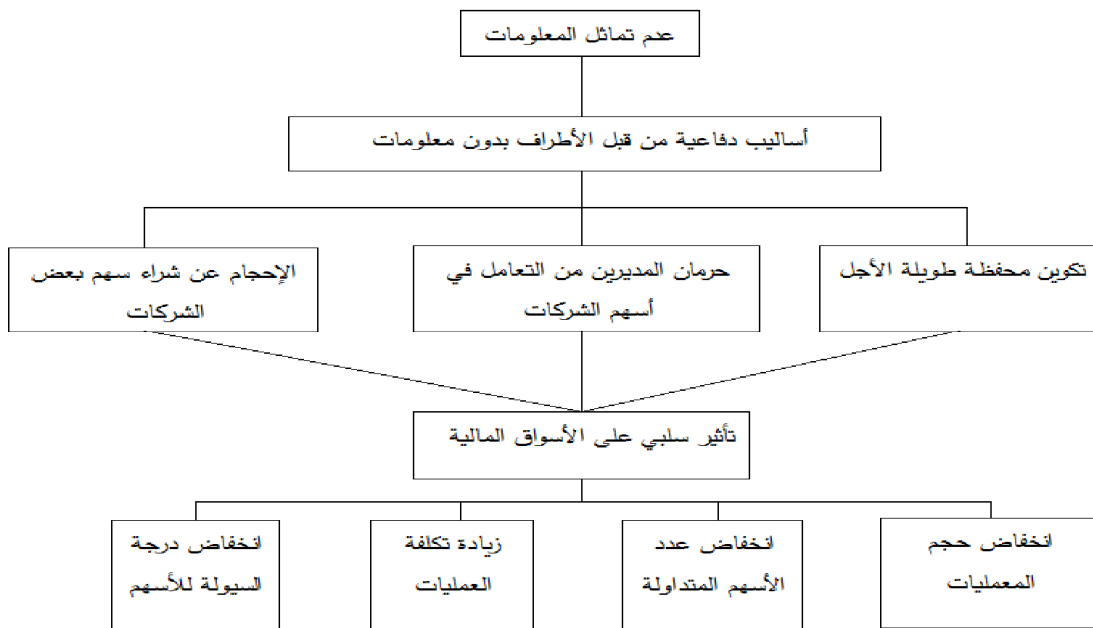 عدم تماثل المعلومات
أساليب دفاعية من قبل الأطراف بدون معلومات
تكوين محفظة طويلة الأجل
حرمان المديرين من التعامل في
أسهم الشركات
الإحجام عن شراء سهم بعض
الشركات
تأثير سلبي على الأسواق المالية
انخفاض حجم
المعمليات
انخفاض عدد
الأسهم المتداولة
زيادة تكلفة
العمليات
انخفاض درجة
السيولة للأسهم